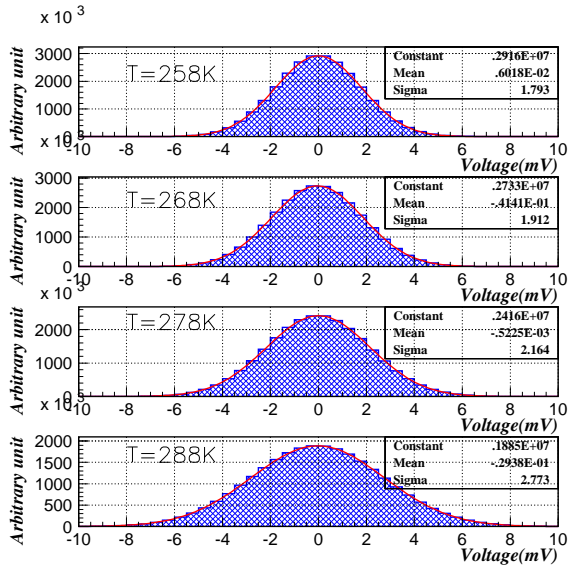 x 10 3
Arbitrary unit
3000
2000
1000
0
T=258K
Constant .2916E+07
Mean .6018E-02
Sigma 1.793
-10 -8 -6 -4 -2 0 2 4 6 8 10
Voltage(mV)
x 10 3
Arbitrary unit
3000
2000
1000
0
T=268K
Constant .2733E+07
Mean -.4141E-01
Sigma 1.912
-10 -8 -6 -4 -2 0 2 4 6 8 10
Voltage(mV)
x 10 3
Arbitrary unit
2000
1000
0
T=278K
Constant .2416E+07
Mean -.5225E-03
Sigma 2.164
-10 -8 -6 -4 -2 0 2 4 6 8 10
Voltage(mV)
x 10 3
Arbitrary unit
2000
1500
1000
500
0
T=288K
Constant .1885E+07
Mean -.2938E-01
Sigma 2.773
-10 -8 -6 -4 -2 0 2 4 6 8 10
Voltage(mV)